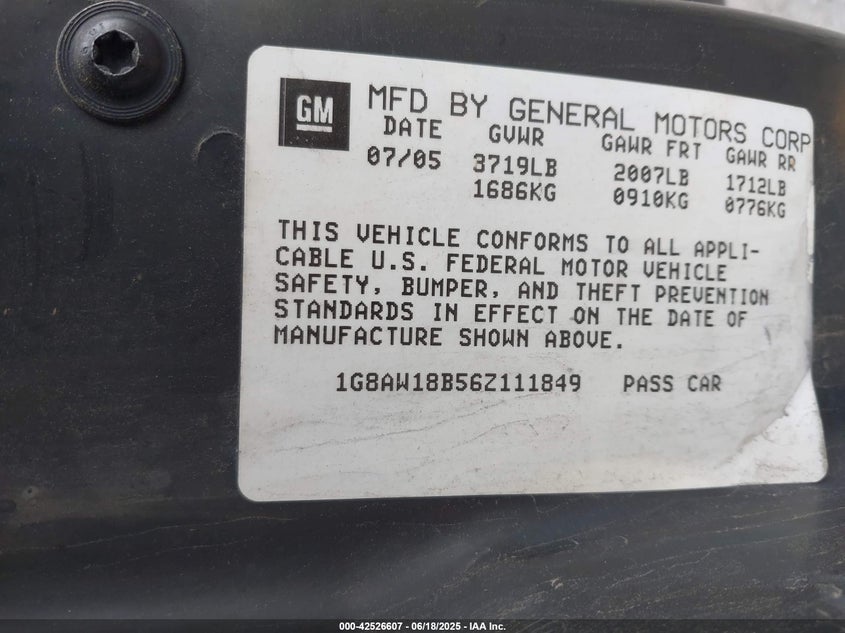 GM
MFD BY GENERAL MOTORS CORP
DATE GVWR GAWR FRT GAWR RR
07/05 3719LB 2007LB 1712LB
1686KG 0910KG 0776KG
THIS VEHICLE CONFORMS TO ALL APPLI-
CABLE U.S. FEDERAL MOTOR VEHICLE
SAFETY, BUMPER, AND THEFT PREVENTION
STANDARDS IN EFFECT ON THE DATE OF
MANUFACTURE SHOWN ABOVE.
1G8AW18B56Z111849 PASS CAR
000-42526607 - 06/18/2025 - IAA Inc.